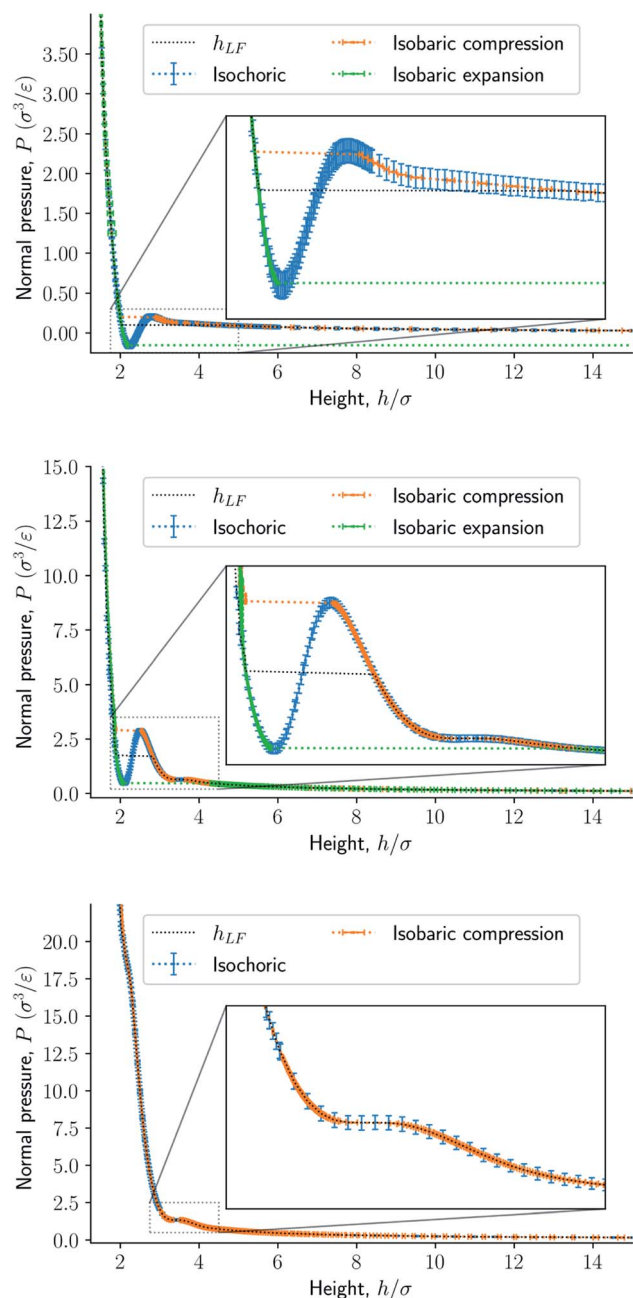 Normal pressure, P (σ³/ε)
3.50
3.00
2.50
2.00
1.50
1.00
0.50
0.00
h_LF
Isochoric
Isobaric compression
Isobaric expansion
2 4 6 8 10 12 14
Height, h/σ
Normal pressure, P (σ³/ε)
15.0
12.5
10.0
7.5
5.0
2.5
0.0
h_LF
Isochoric
Isobaric compression
Isobaric expansion
2 4 6 8 10 12 14
Height, h/σ
Normal pressure, P (σ³/ε)
20.0
17.5
15.0
12.5
10.0
7.5
5.0
2.5
0.0
h_LF
Isochoric
Isobaric compression
2 4 6 8 10 12 14
Height, h/σ